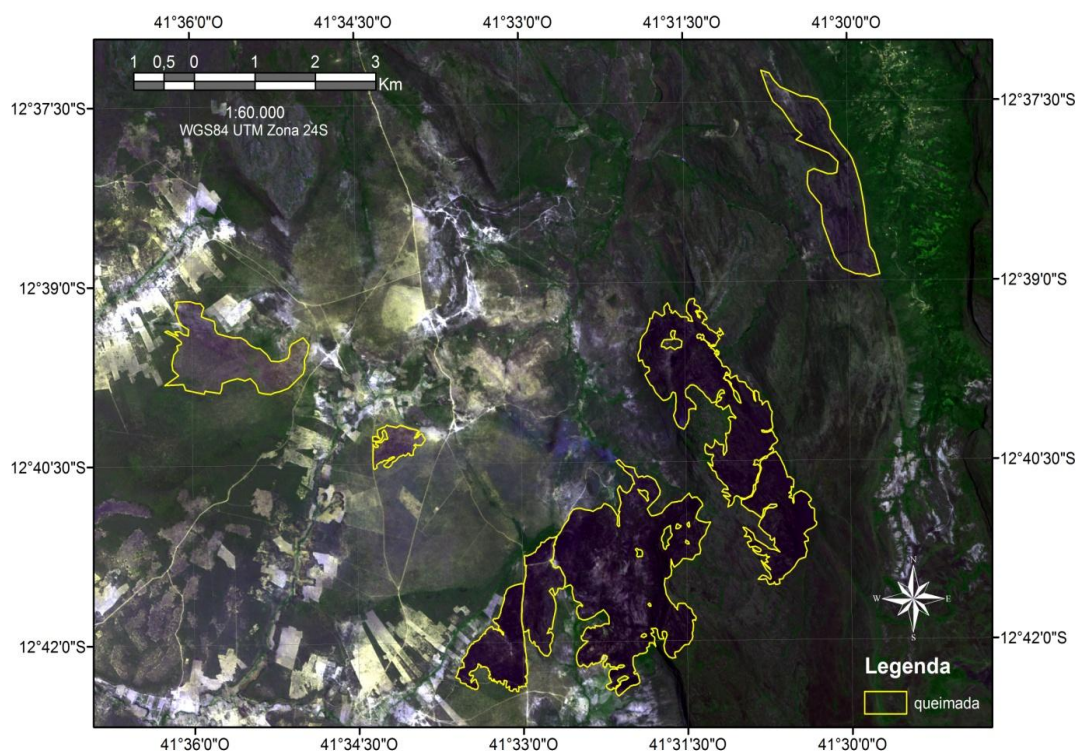 41°36'0"O 41°34'30"O 41°33'0"O 41°31'30"O 41°30'0"O
1 0,5 0 1 2 3
Km
1:60.000
WGS84 UTM Zona 24S
12°37'30"S 12°37'30"S
12°39'0"S 12°39'0"S
12°40'30"S 12°40'30"S
N
W E
S
12°42'0"S 12°42'0"S
Legenda
queimada
41°36'0"O 41°34'30"O 41°33'0"O 41°31'30"O 41°30'0"O